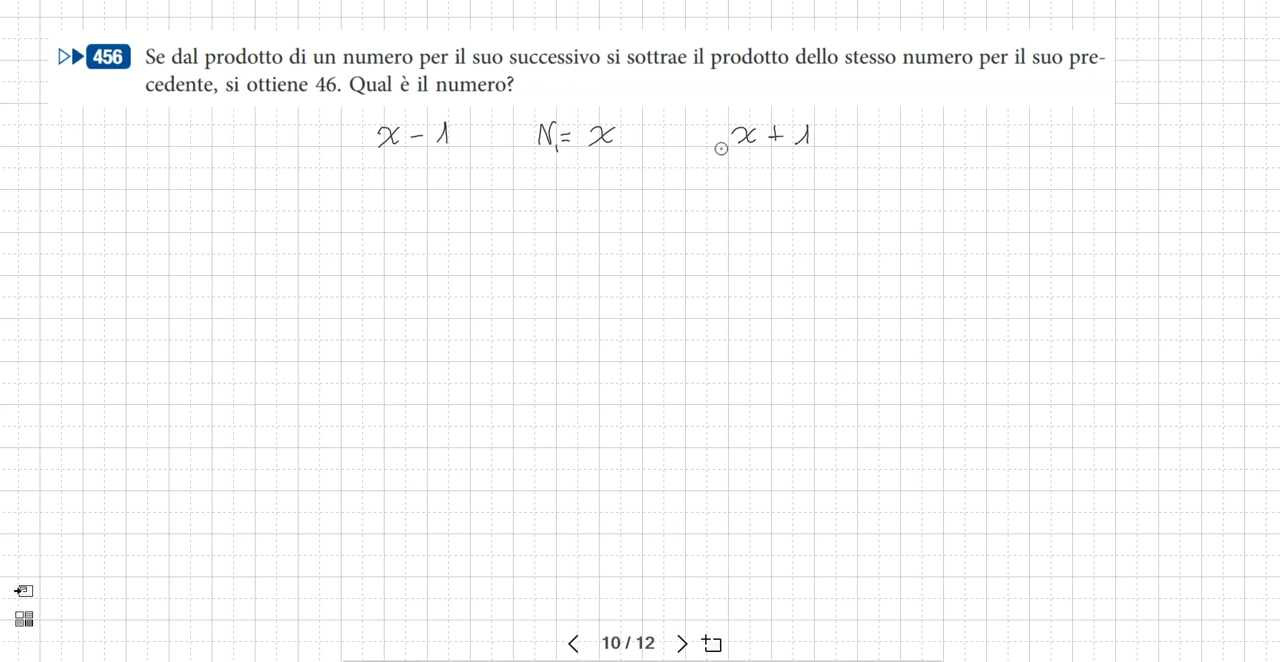 456 Se dal prodotto di un numero per il suo successivo si sottrae il prodotto dello stesso numero per il suo pre-
cedente, si ottiene 46. Qual è il numero?
x - 1 N₁ = x x + 1
10 / 12